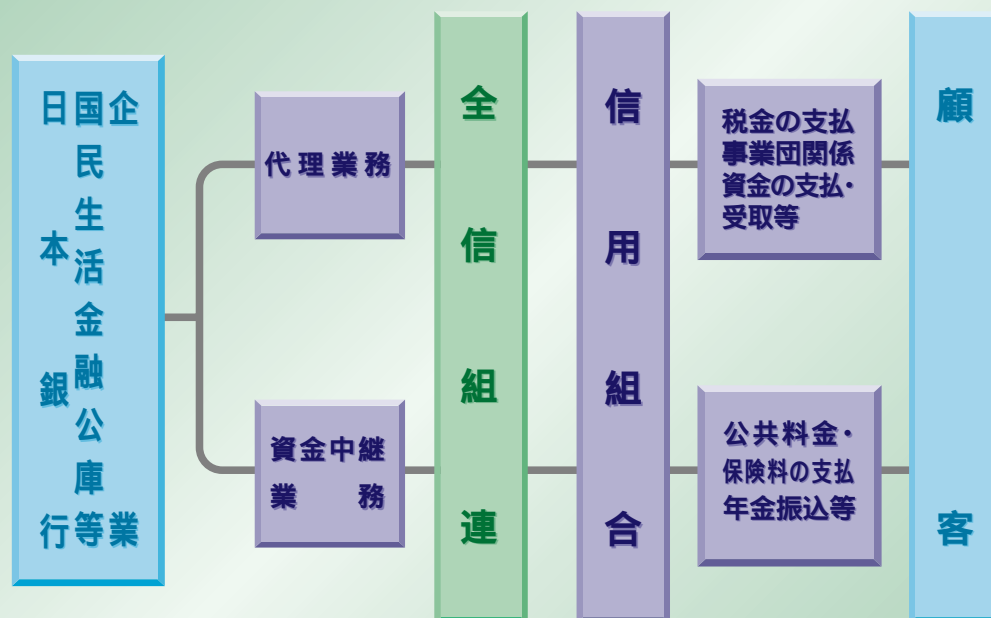 企業
国民生活金融公庫等
日本銀行
代理業務
資金中継
業務
全信組連
信用組合
税金の支払
事業団関係
資金の支払・
受取等
公共料金・
保険料の支払
年金振込等
顧客